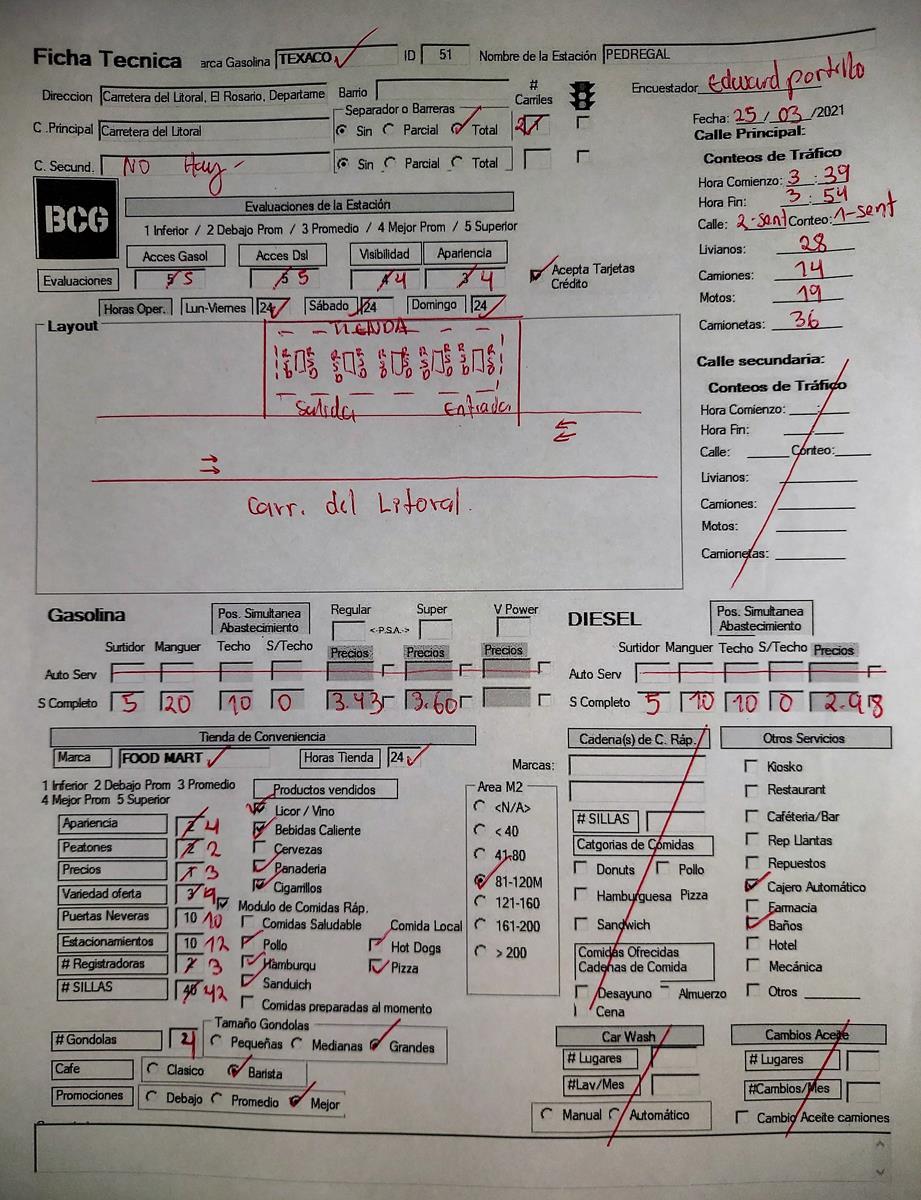 Ficha Tecnica arca Gasolina TEXACO ID 51 Nombre de la Estación PEDREGAL
Direccion Carretera del Litoral, El Rosario, Departame Barrio # Carriles Encuestador Edward portillo
C .Principal Carretera del Litoral Separador o Barreras Sin Parcial Total 2 Fecha: 25 / 03 /2021
C. Secund. NO Hay - Sin Parcial Total
Calle Principal:
Conteos de Tráfico
Hora Comienzo: 3 : 39
Hora Fin: 3 : 54
Calle: 2-sent Conteo: 1-sent
Livianos: 28
Camiones: 14
Motos: 19
Camionetas: 36
BCG
Evaluaciones de la Estación
1 Inferior / 2 Debajo Prom / 3 Promedio / 4 Mejor Prom / 5 Superior
Acces Gasol Acces Dsl Visibilidad Apariencia
Evaluaciones 5 5 5 5 4 4 3 4 Acepta Tarjetas Crédito
Horas Oper. Lun-Viernes 24 Sábado 24 Domingo 24
Layout
TIENDA
Salida Entrada
Carr. del Litoral.
Calle secundaria:
Conteos de Tráfico
Hora Comienzo: :
Hora Fin: :
Calle: Conteo:
Livianos:
Camiones:
Motos:
Camionetas:
Gasolina Pos. Simultanea Abastecimiento Regular <-P.S.A.-> Super V Power
Surtidor Manguer Techo S/Techo Precios Precios Precios
Auto Serv
S Completo 5 20 10 0 3.43 3.60
DIESEL Pos. Simultanea Abastecimiento
Surtidor Manguer Techo S/Techo Precios
Auto Serv
S Completo 5 10 10 0 2.98
Tienda de Conveniencia
Marca FOOD MART Horas Tienda 24
1 Inferior 2 Debajo Prom 3 Promedio
4 Mejor Prom 5 Superior
Apariencia 4
Peatones 2 2
Precios 1 3
Variedad oferta 3 4
Puertas Neveras 10 10
Estacionamientos 10 12
# Registradoras 2 3
# SILLAS 40 42
Productos vendidos
Licor / Vino
Bebidas Caliente
Cervezas
Panaderia
Cigarrillos
Modulo de Comidas Ráp.
Comidas Saludable Comida Local
Pollo Hot Dogs
Hamburqu Pizza
Sanduich
Comidas preparadas al momento
# Gondolas 4 Tamaño Gondolas Pequeñas Medianas Grandes
Cafe Clasico Barista
Promociones Debajo Promedio Mejor
Area M2
<N/A>
< 40
41-80
81-120M
121-160
161-200
> 200
Cadena(s) de C. Ráp.
Marcas:
# SILLAS
Catgorias de Comidas
Donuts Pollo
Hamburguesa Pizza
Sandwich
Comidas Ofrecidas
Cadenas de Comida
Desayuno Almuerzo
Cena
Otros Servicios
Kiosko
Restaurant
Caféteria/Bar
Rep Llantas
Repuestos
Cajero Automático
Farmacia
Baños
Hotel
Mecánica
Otros
Car Wash
# Lugares
#Lav/Mes
Manual Automático
Cambios Aceite
# Lugares
#Cambios/Mes
Cambio Aceite camiones